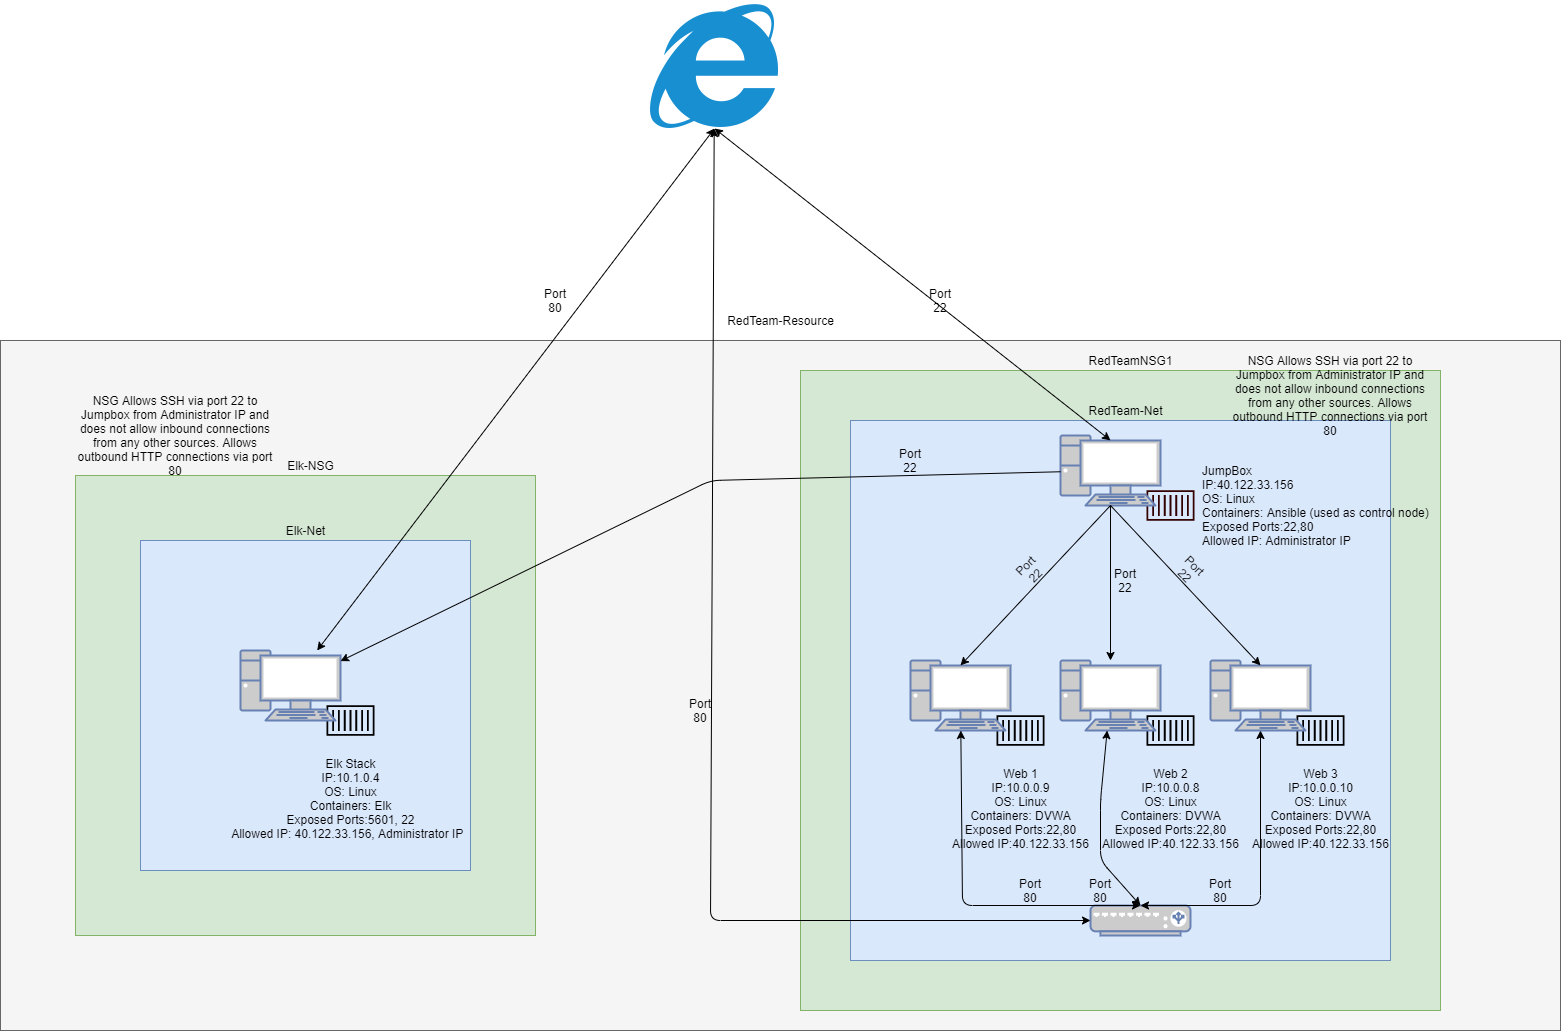 Port
80
Port
22
RedTeam-Resource
RedTeamNSG1
NSG Allows SSH via port 22 to
Jumpbox from Administrator IP and
does not allow inbound connections
from any other sources. Allows
outbound HTTP connections via port
80
NSG Allows SSH via port 22 to
Jumpbox from Administrator IP and
does not allow inbound connections
from any other sources. Allows
outbound HTTP connections via port
80
RedTeam-Net
Elk-NSG
Port
22
JumpBox
IP:40.122.33.156
OS: Linux
Containers: Ansible (used as control node)
Exposed Ports:22,80
Allowed IP: Administrator IP
Elk-Net
Port
22
Port
22
Port
22
Port
80
Elk Stack
IP:10.1.0.4
OS: Linux
Containers: Elk
Exposed Ports:5601, 22
Allowed IP: 40.122.33.156, Administrator IP
Web 1
IP:10.0.0.9
OS: Linux
Containers: DVWA
Exposed Ports:22,80
Allowed IP:40.122.33.156
Web 2
IP:10.0.0.8
OS: Linux
Containers: DVWA
Exposed Ports:22,80
Allowed IP:40.122.33.156
Web 3
IP:10.0.0.10
OS: Linux
Containers: DVWA
Exposed Ports:22,80
Allowed IP:40.122.33.156
Port
80
Port
80
Port
80